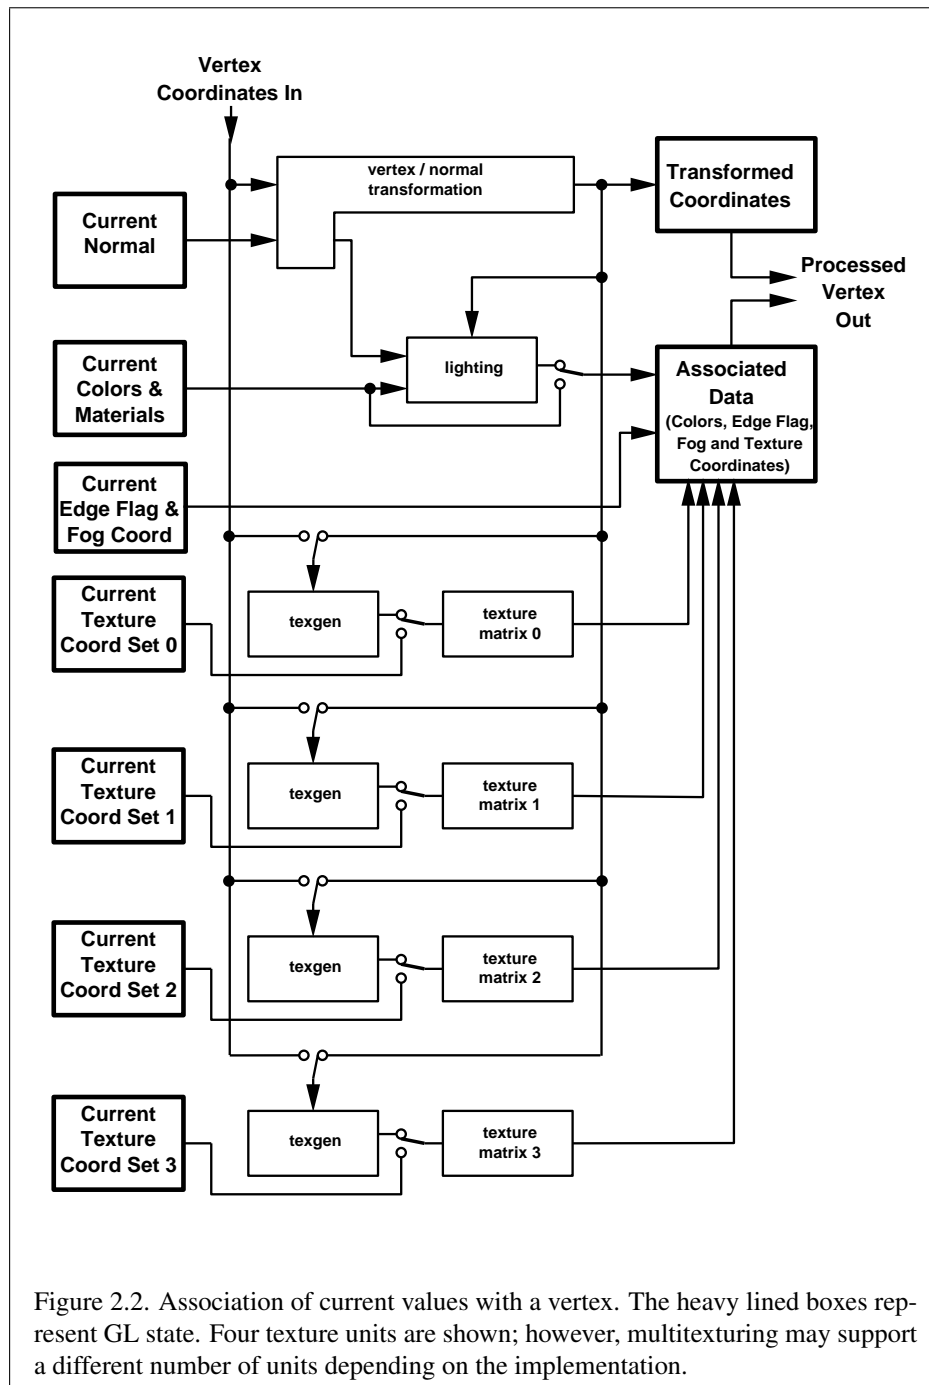 Vertex
Coordinates In
vertex / normal
transformation
Transformed
Coordinates
Current
Normal
Processed
Vertex
Out
Current
Colors &
Materials
lighting
Associated
Data
(Colors, Edge Flag,
Fog and Texture
Coordinates)
Current
Edge Flag &
Fog Coord
Current
Texture
Coord Set 0
texgen
texture
matrix 0
Current
Texture
Coord Set 1
texgen
texture
matrix 1
Current
Texture
Coord Set 2
texgen
texture
matrix 2
Current
Texture
Coord Set 3
texgen
texture
matrix 3
Figure 2.2. Association of current values with a vertex. The heavy lined boxes rep-
resent GL state. Four texture units are shown; however, multitexturing may support
a different number of units depending on the implementation.